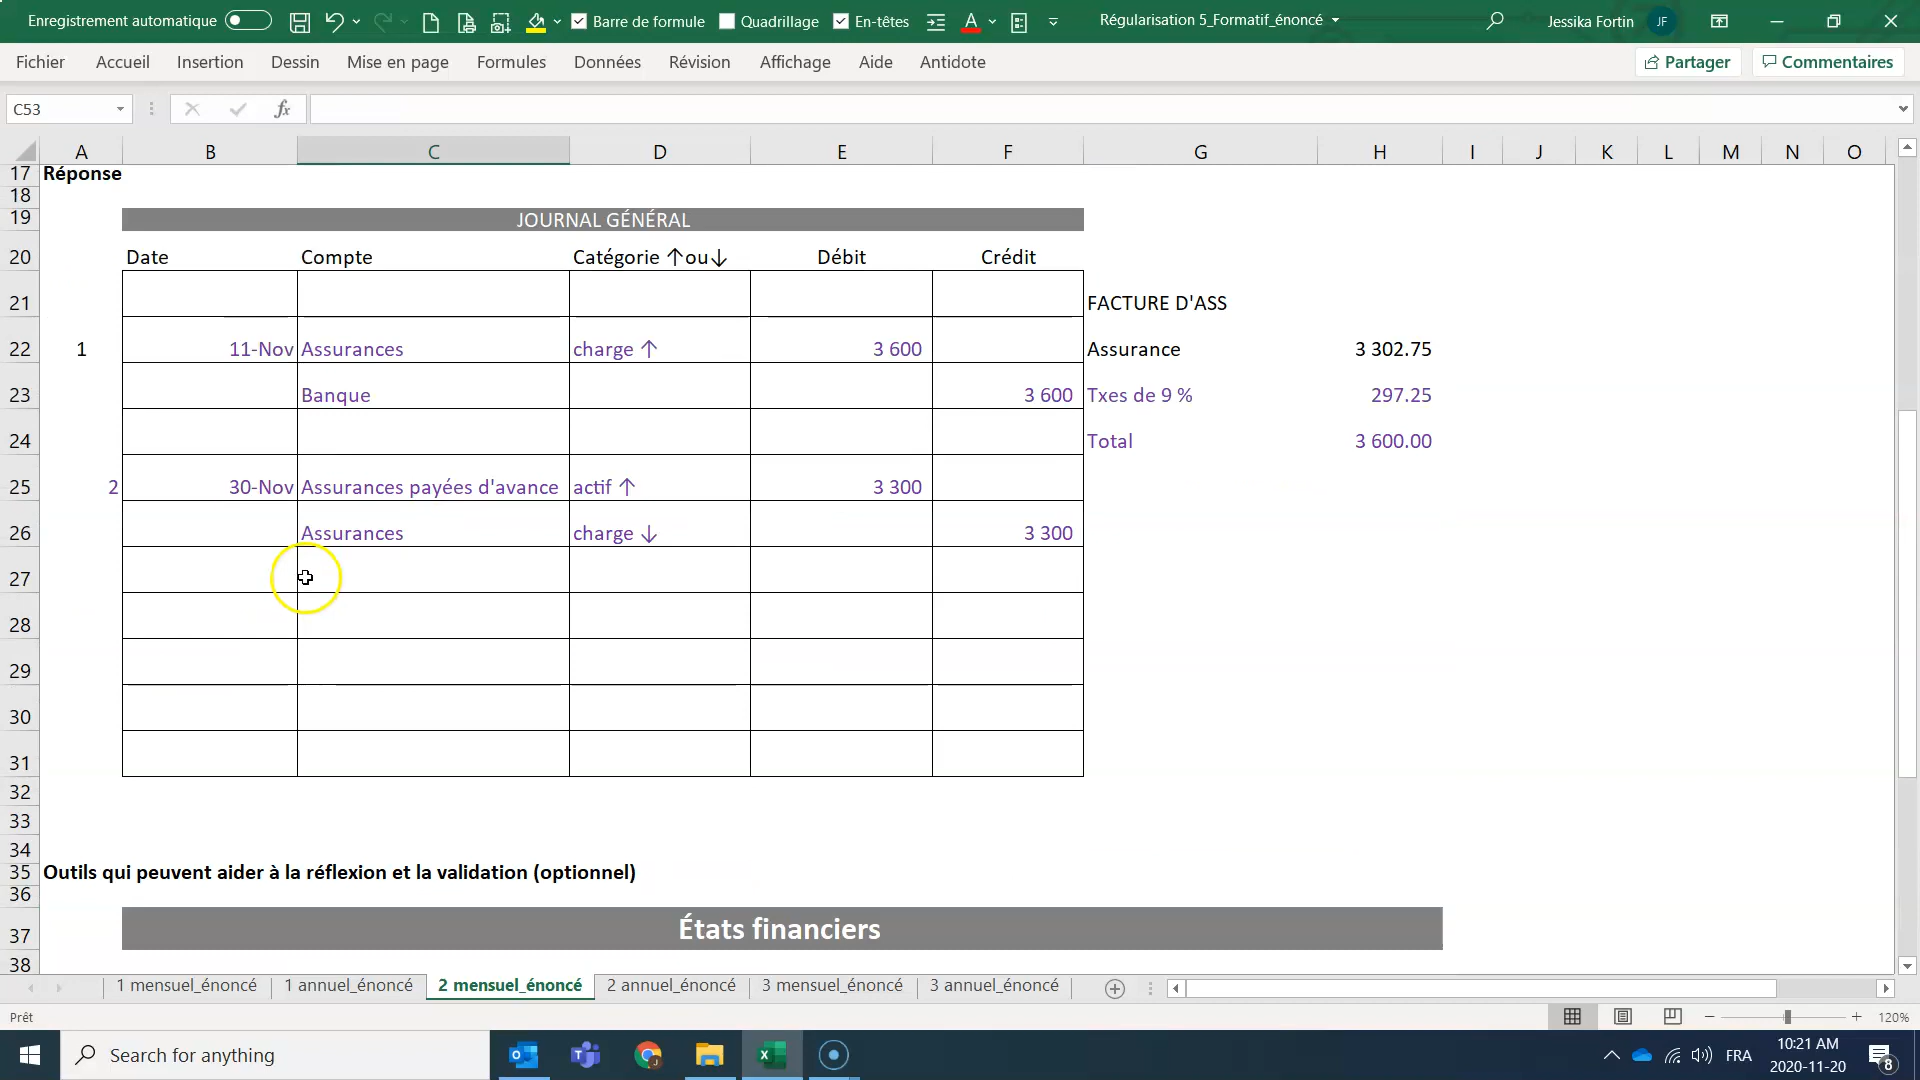 Enregistrement automatique
Barre de formule
Quadrillage
En-têtes
A
Régularisation 5_Formatif_énoncé
Jessika Fortin
JF
Fichier
Accueil
Insertion
Dessin
Mise en page
Formules
Données
Révision
Affichage
Aide
Antidote
Partager
Commentaires
C53
fx
A B C D E F G H I J K L M N O
17 Réponse
18
19 JOURNAL GÉNÉRAL
20 Date Compte Catégorie ↑ou↓ Débit Crédit
21 FACTURE D'ASS
22 1 11-Nov Assurances charge ↑ 3 600 Assurance 3 302.75
23 Banque 3 600 Txes de 9 % 297.25
24 Total 3 600.00
25 2 30-Nov Assurances payées d'avance actif ↑ 3 300
26 Assurances charge ↓ 3 300
27
28
29
30
31
32
33
34
35 Outils qui peuvent aider à la réflexion et la validation (optionnel)
36
37 États financiers
38
1 mensuel_énoncé
1 annuel_énoncé
2 mensuel_énoncé
2 annuel_énoncé
3 mensuel_énoncé
3 annuel_énoncé
Prêt
120%
Search for anything
FRA
10:21 AM
2020-11-20
8